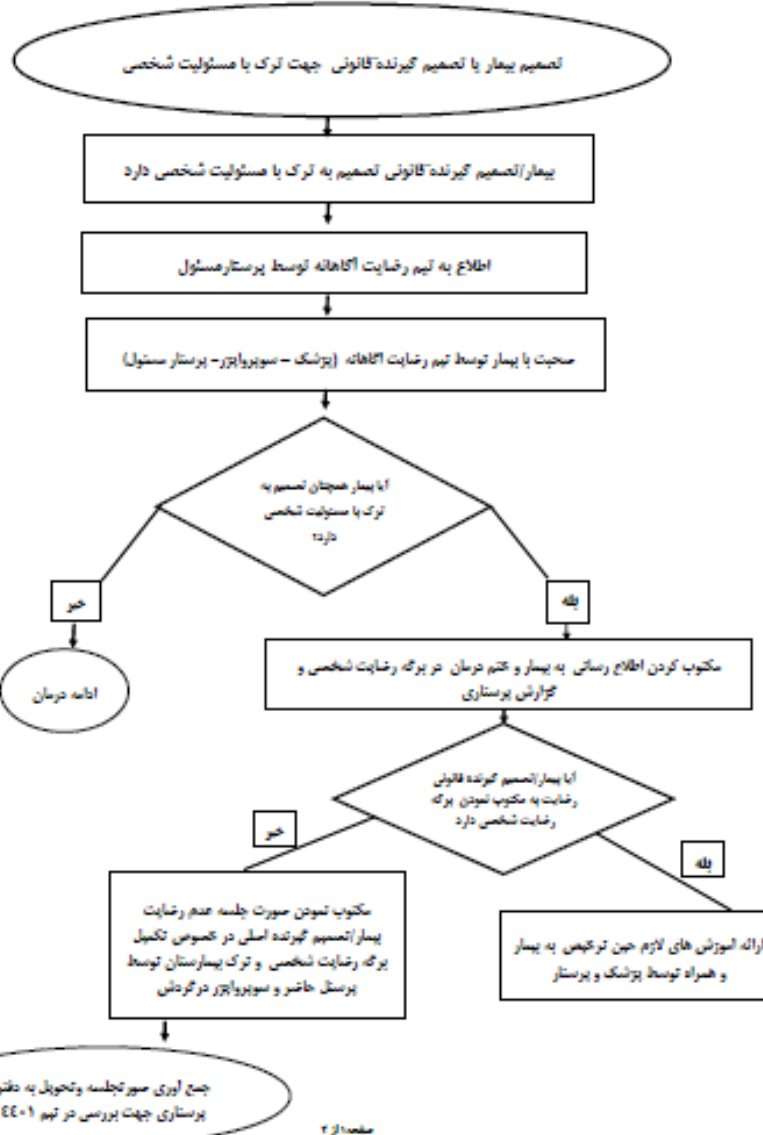 تصمیم بیمار یا تصمیم گیرنده قانونی جهت ترک با مسئولیت شخصی
بیمار/تصمیم گیرنده قانونی تصمیم به ترک با مسئولیت شخصی دارد
اطلاع به تیم رضایت آگاهانه توسط پرستارمسئول
صحبت با بیمار توسط تیم رضایت آگاهانه (پزشک – سوپروایزر- پرستار مسئول)
آیا بیمار همچنان تصمیم به
ترک با مسئولیت شخصی
دارد؟
بله
خیر
ادامه درمان
مکتوب کردن اطلاع رسانی به بیمار و ختم درمان در برگه رضایت شخصی و
گزارش پرستاری
آیا بیمار/تصمیم گیرنده قانونی
رضایت به مکتوب نمودن برگه
رضایت شخصی دارد
خیر
بله
مکتوب نمودن صورت جلسه عدم رضایت
بیمار/تصمیم گیرنده اصلی در خصوص تکمیل
برگه رضایت شخصی و ترک بیمارستان توسط
پرسنل حاضر و سوپروایزر درگردش
ارائه آموزش های لازم حین ترخیص به بیمار
و همراه توسط پزشک و پرستار
جمع آوری صورتجلسه وتحویل به دفتر
پرستاری جهت بررسی در تیم ٤٤٠١
صفحه۱ از ۲